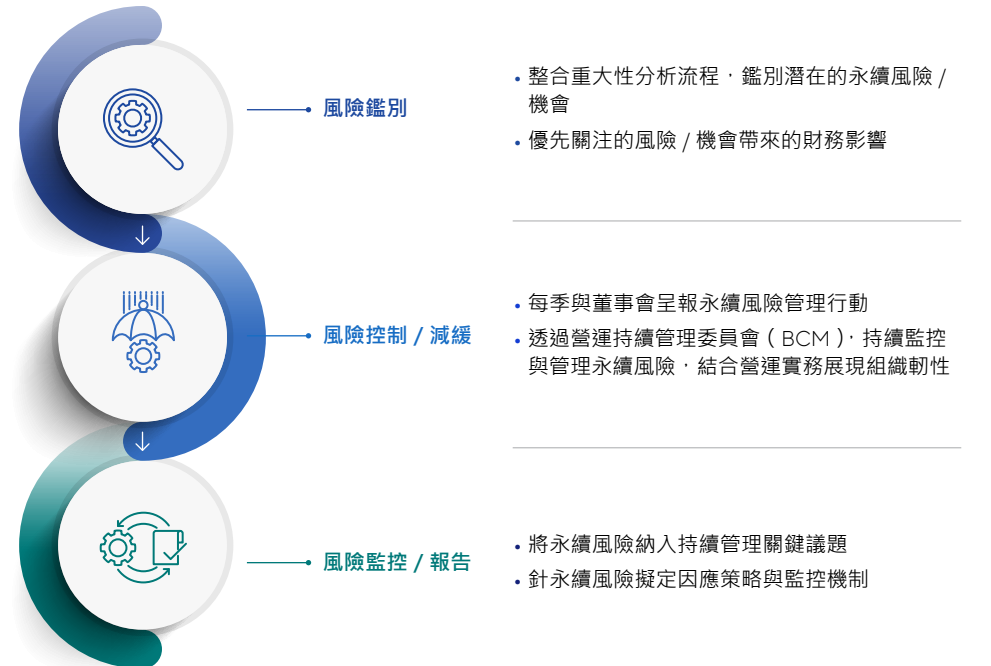 風險鑑別
• 整合重大性分析流程，鑑別潛在的永續風險 /
機會
• 優先關注的風險 / 機會帶來的財務影響
風險控制 / 減緩
• 每季與董事會呈報永續風險管理行動
• 透過營運持續管理委員會（BCM），持續監控
與管理永續風險，結合營運實務展現組織韌性
風險監控 / 報告
• 將永續風險納入持續管理關鍵議題
• 針永續風險擬定因應策略與監控機制